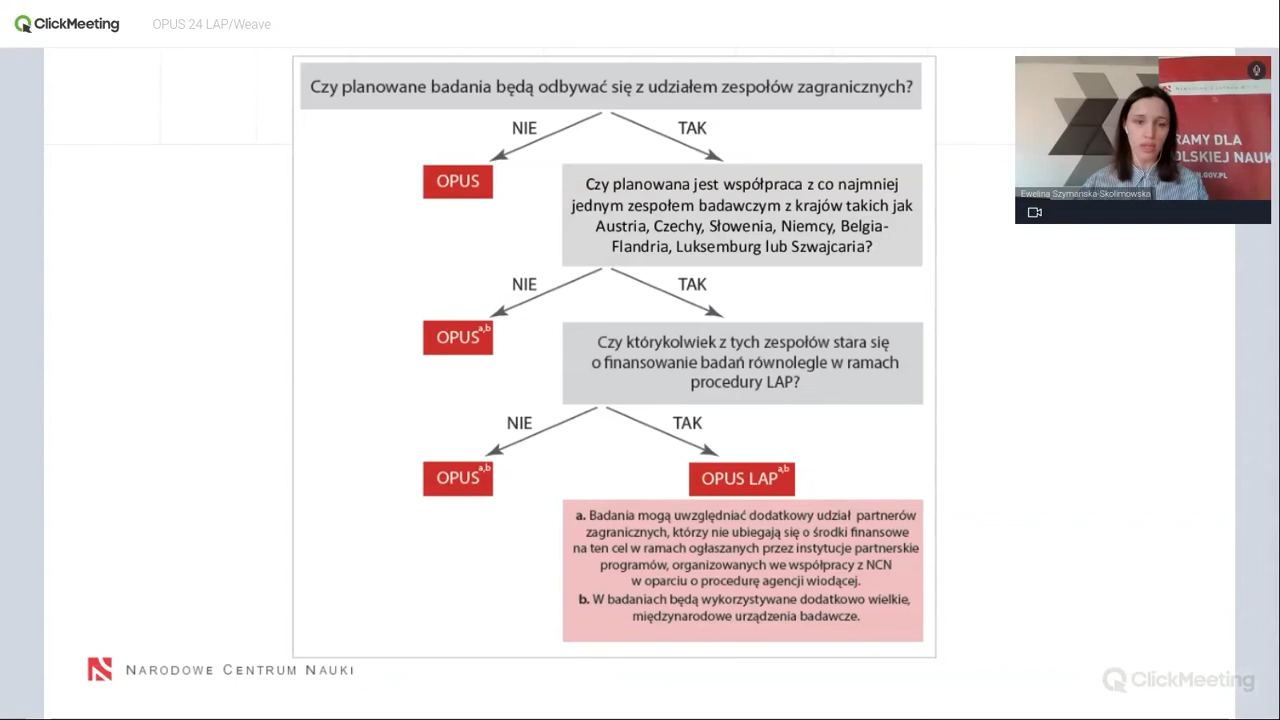 ClickMeeting
OPUS 24 LAP/Weave
Czy planowane badania będą odbywać się z udziałem zespołów zagranicznych?
NIE
TAK
OPUS
Czy planowana jest współpraca z co najmniej
jednym zespołem badawczym z krajów takich jak
Austria, Czechy, Słowenia, Niemcy, Belgia-
Flandria, Luksemburg lub Szwajcaria?
NIE
TAK
OPUS a,b
Czy którykolwiek z tych zespołów stara się
o finansowanie badań równolegle w ramach
procedury LAP?
NIE
TAK
OPUS a,b
OPUS LAP a,b
a. Badania mogą uwzględniać dodatkowy udział partnerów
zagranicznych, którzy nie ubiegają się o środki finansowe
na ten cel w ramach ogłaszanych przez instytucje partnerskie
programów, organizowanych we współpracy z NCN
w oparciu o procedurę agencji wiodącej.
b. W badaniach będą wykorzystywane dodatkowo wielkie,
międzynarodowe urządzenia badawcze.
NARODOWE CENTRUM NAUKI
RAMY DLA
OLSKIEJ NAUK
.GOV.PL
Ewelina Szymańska-Skolimowska
ClickMeeting